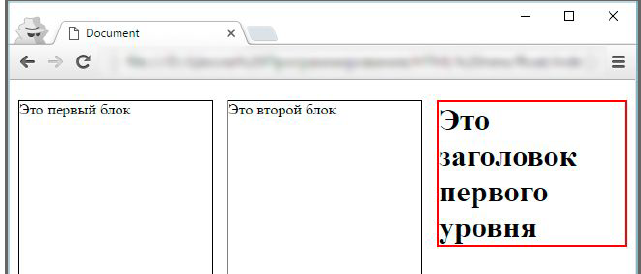 Document
Это первый блок
Это второй блок
Это
заголовок
первого
уровня